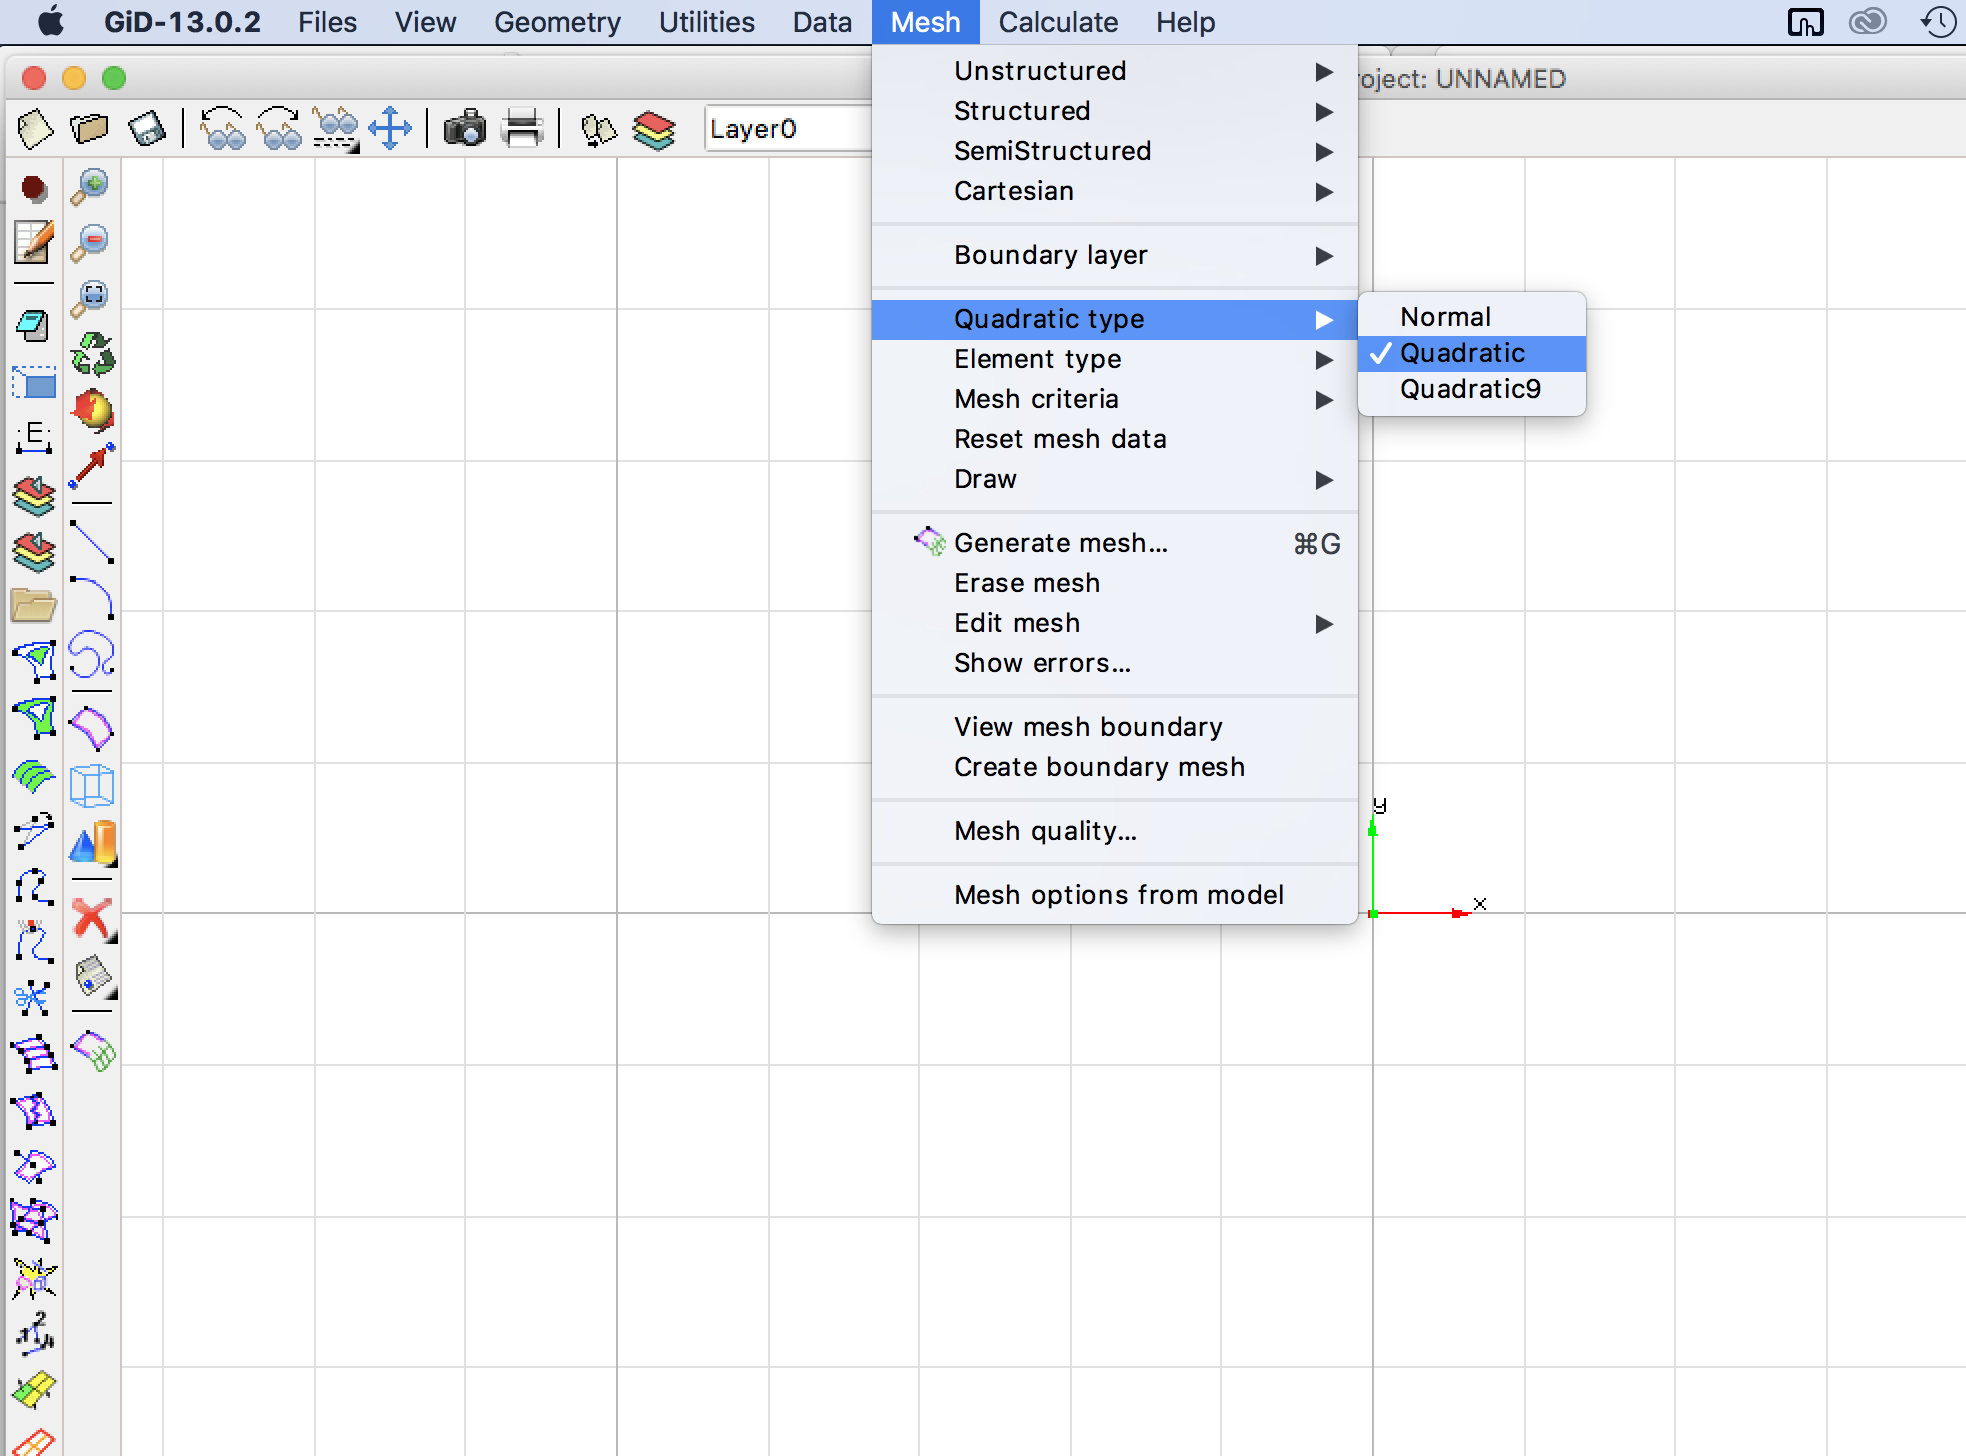 GiD-13.0.2 Files View Geometry Utilities Data Mesh Calculate Help
oject: UNNAMED
Layer0
Unstructured
Structured
SemiStructured
Cartesian
Boundary layer
Quadratic type
Element type
Mesh criteria
Reset mesh data
Draw
Generate mesh... ⌘G
Erase mesh
Edit mesh
Show errors...
View mesh boundary
Create boundary mesh
Mesh quality...
Mesh options from model
Normal
✓ Quadratic
Quadratic9
E
2
y
x